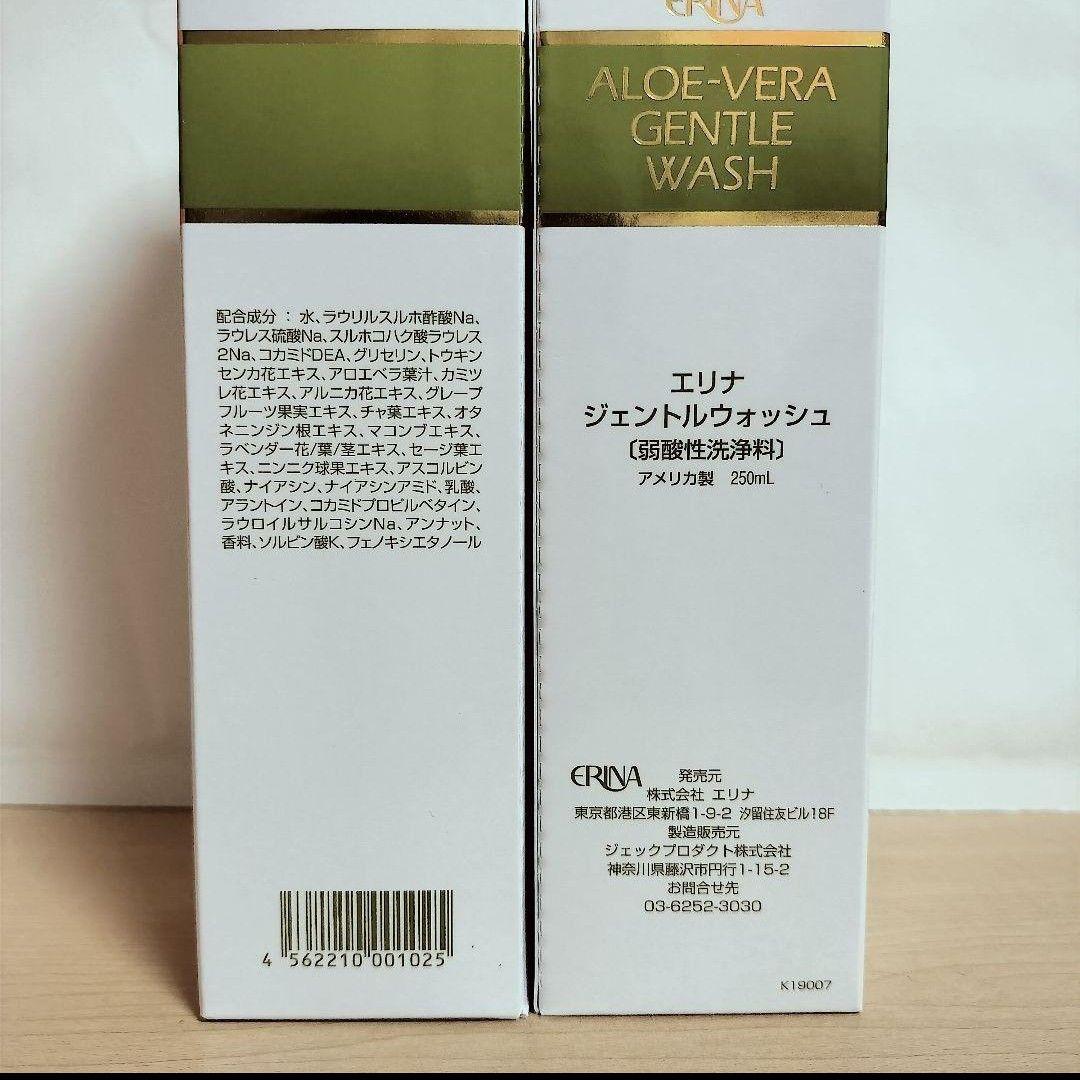 配合成分 : 水、ラウリルスルホ酢酸Na、
ラウレス硫酸Na、スルホコハク酸ラウレス
2Na、コカミドDEA、グリセリン、トウキン
センカ花エキス、アロエベラ葉汁、カミツ
レ花エキス、アルニカ花エキス、グレープ
フルーツ果実エキス、チャ葉エキス、オタ
ネニンジン根エキス、マコンブエキス、
ラベンダー花/葉/茎エキス、セージ葉エ
キス、ニンニク球果エキス、アスコルビン
酸、ナイアシン、ナイアシンアミド、乳酸、
アラントイン、コカミドプロピルベタイン、
ラウロイルサルコシンNa、アンナット、
香料、ソルビン酸K、フェノキシエタノール
4 562210 001025
ERINA
ALOE-VERA
GENTLE
WASH
エリナ
ジェントルウォッシュ
〔弱酸性洗浄料〕
アメリカ製 250mL
ERINA 発売元
株式会社 エリナ
東京都港区東新橋1-9-2 汐留住友ビル18F
製造販売元
ジェックプロダクト株式会社
神奈川県藤沢市円行1-15-2
お問合せ先
03-6252-3030
K19007